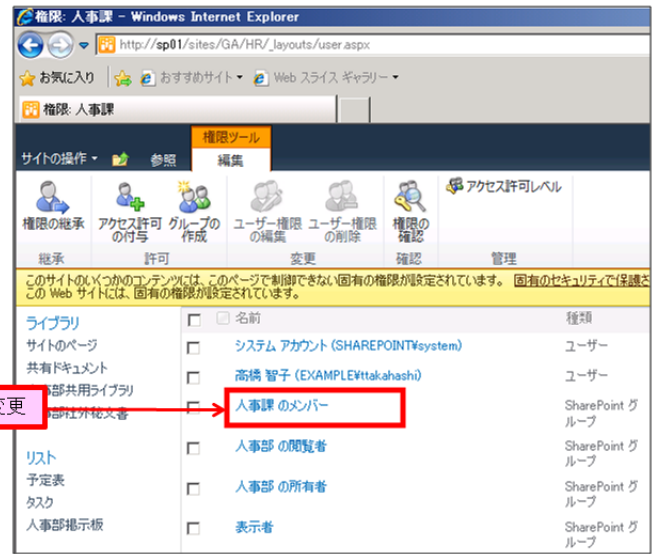 権限: 人事課 - Windows Internet Explorer
http://sp01/sites/GA/HR/_layouts/user.aspx
お気に入り おすすめサイト Web スライス ギャラリー
権限: 人事課
権限ツール
サイトの操作 参照 編集
権限の継承
アクセス許可の付与
グループの作成
ユーザー権限の編集
ユーザー権限の削除
権限の確認
アクセス許可レベル
継承 許可 変更 確認 管理
このサイトのいくつかのコンテンツには、このページで制御できない固有の権限が設定されています。 固有のセキュリティで保護さ
この Web サイトには、固有の権限が設定されています。
ライブラリ
サイトのページ
共有ドキュメント
事部共用ライブラリ
部社外秘文書
リスト
予定表
タスク
人事部掲示板
変更
名前 種類
システム アカウント (SHAREPOINT¥system) ユーザー
高橋 智子 (EXAMPLE¥ttakahashi) ユーザー
人事課 のメンバー SharePoint グループ
人事部 の閲覧者 SharePoint グループ
人事部 の所有者 SharePoint グループ
表示者 SharePoint グループ